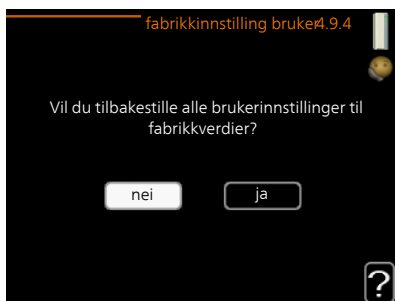 fabrikkinnstilling bruker4.9.4
Vil du tilbakestille alle brukerinnstillinger til
fabrikkverdier?
nei
ja
?